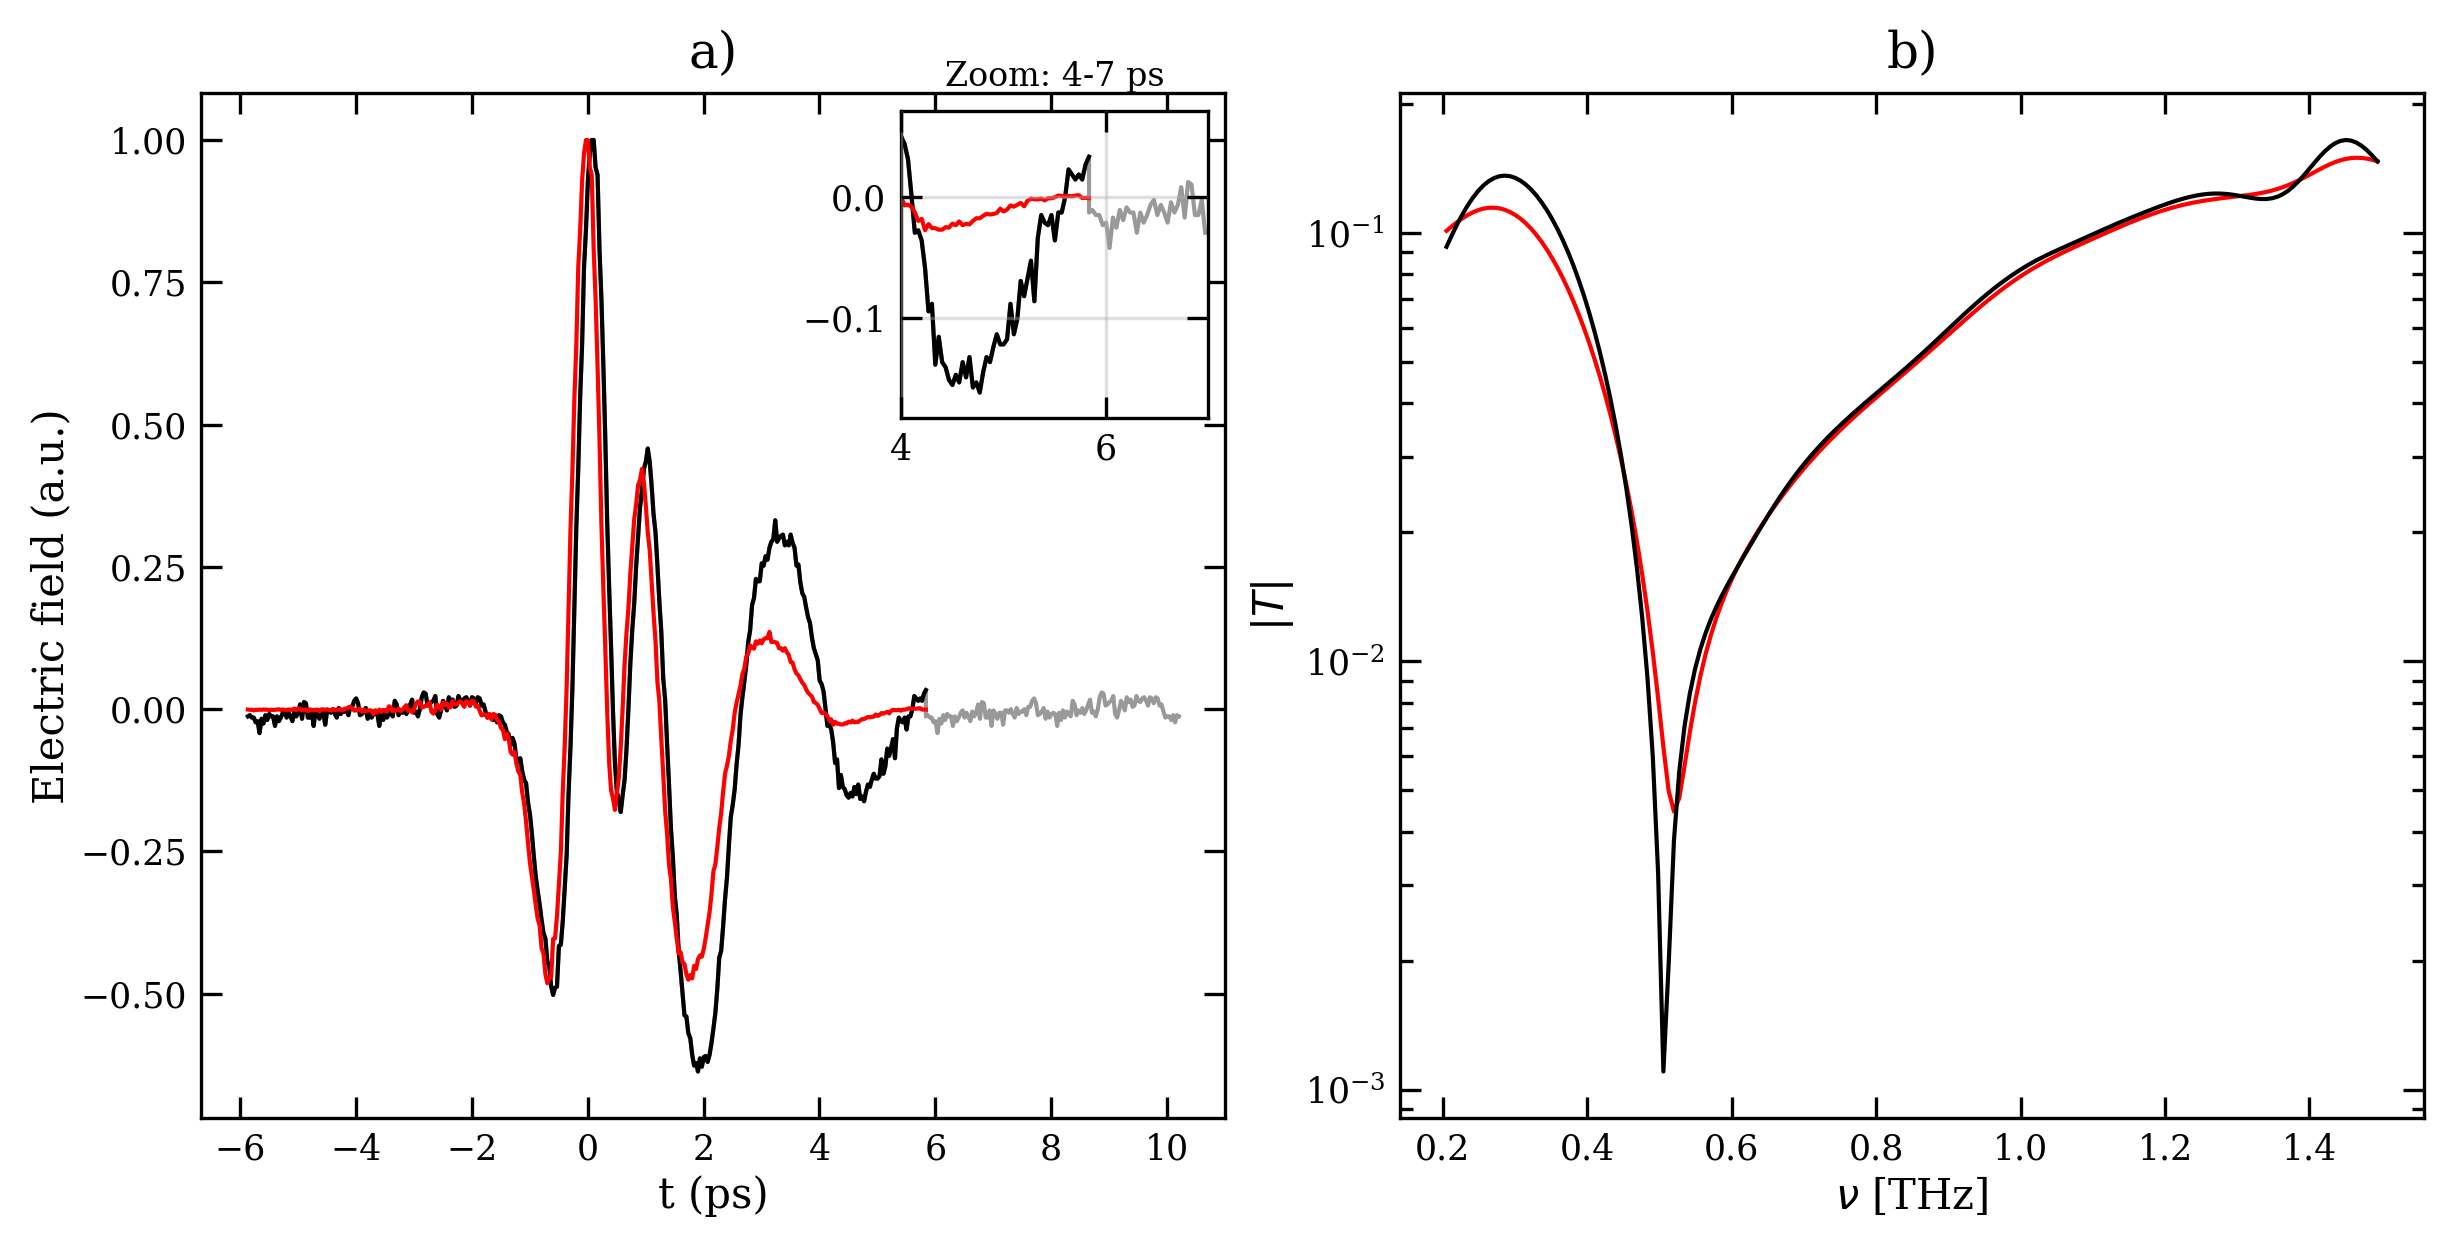 a)
Zoom: 4-7 ps
1.00
0.75
0.50
0.25
0.00
−0.25
−0.50
Electric field (a.u.)
0.0
−0.1
4 6
−6 −4 −2 0 2 4 6 8 10
t (ps)
b)
10⁻¹
10⁻²
10⁻³
|T|
0.2 0.4 0.6 0.8 1.0 1.2 1.4
ν [THz]